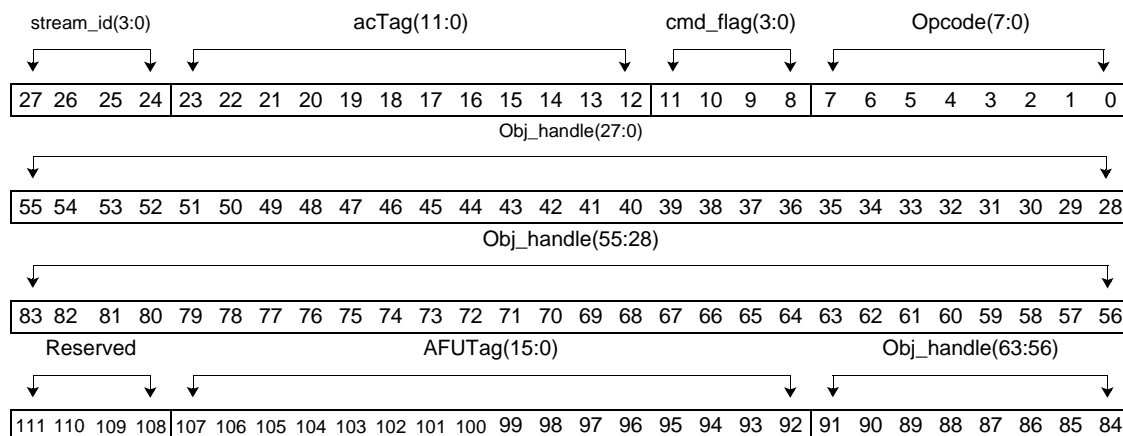 stream_id(3:0) acTag(11:0) cmd_flag(3:0) Opcode(7:0)
27 26 25 24 23 22 21 20 19 18 17 16 15 14 13 12 11 10 9 8 7 6 5 4 3 2 1 0
Obj_handle(27:0)
55 54 53 52 51 50 49 48 47 46 45 44 43 42 41 40 39 38 37 36 35 34 33 32 31 30 29 28
Obj_handle(55:28)
83 82 81 80 79 78 77 76 75 74 73 72 71 70 69 68 67 66 65 64 63 62 61 60 59 58 57 56
Reserved AFUTag(15:0) Obj_handle(63:56)
111 110 109 108 107 106 105 104 103 102 101 100 99 98 97 96 95 94 93 92 91 90 89 88 87 86 85 84